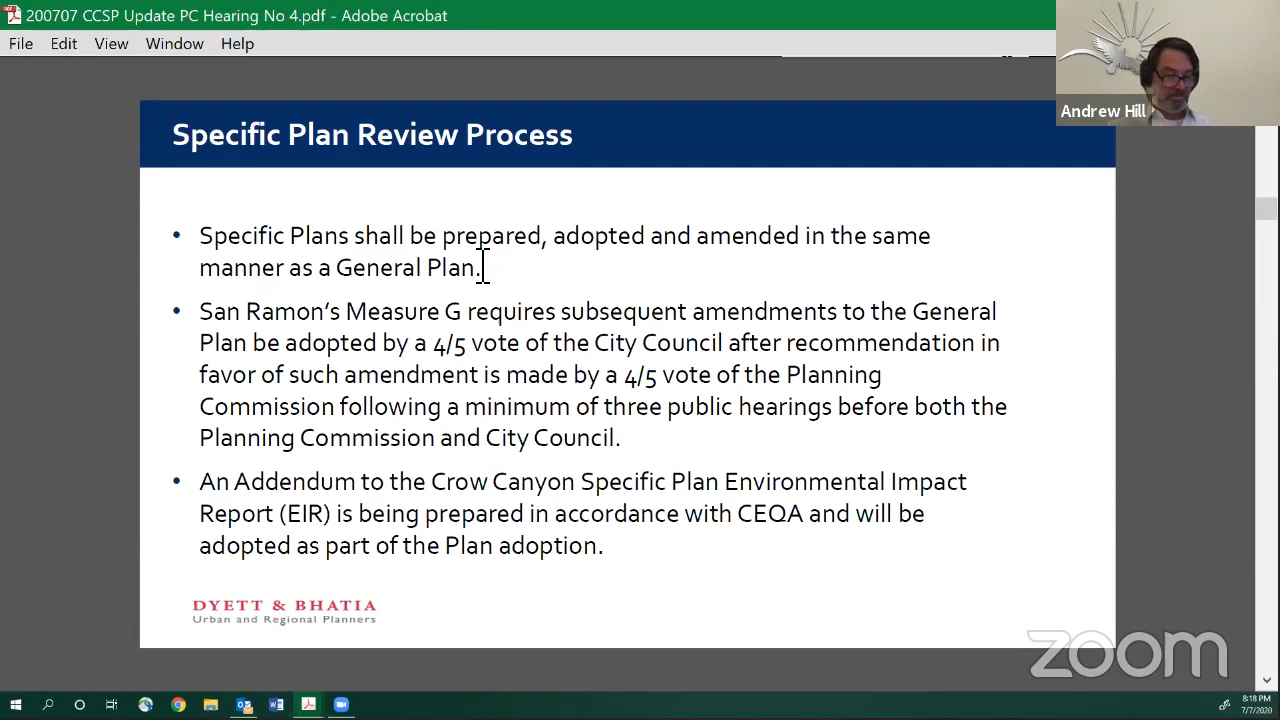 200707 CCSP Update PC Hearing No 4.pdf - Adobe Acrobat
File Edit View Window Help
Andrew Hill
Specific Plan Review Process
• Specific Plans shall be prepared, adopted and amended in the same
manner as a General Plan.
• San Ramon's Measure G requires subsequent amendments to the General
Plan be adopted by a 4/5 vote of the City Council after recommendation in
favor of such amendment is made by a 4/5 vote of the Planning
Commission following a minimum of three public hearings before both the
Planning Commission and City Council.
• An Addendum to the Crow Canyon Specific Plan Environmental Impact
Report (EIR) is being prepared in accordance with CEQA and will be
adopted as part of the Plan adoption.
DYETT & BHATIA
Urban and Regional Planners
zoom
8:18 PM
7/7/2020